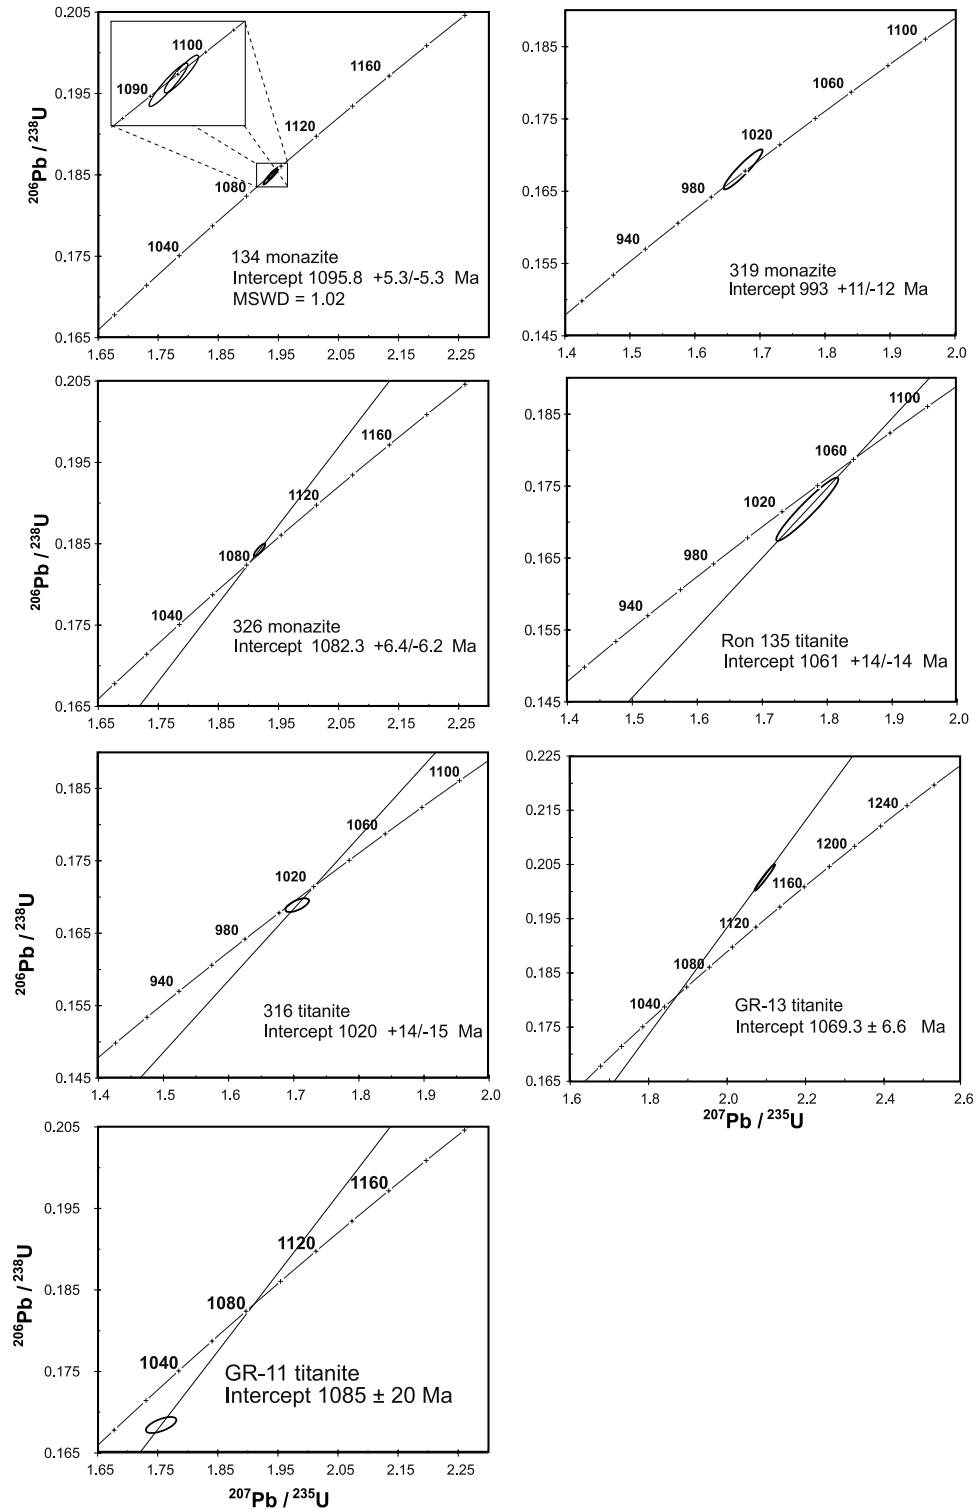 0.205
0.195
0.185
0.175
0.165
206Pb / 238U
1100
1090
1160
1120
1080
1040
134 monazite
Intercept 1095.8 +5.3/-5.3 Ma
MSWD = 1.02
1.65 1.75 1.85 1.95 2.05 2.15 2.25
0.185
0.175
0.165
0.155
0.145
1100
1060
1020
980
940
319 monazite
Intercept 993 +11/-12 Ma
1.4 1.5 1.6 1.7 1.8 1.9 2.0
0.205
0.195
0.185
0.175
0.165
206Pb / 238U
1160
1120
1080
1040
326 monazite
Intercept 1082.3 +6.4/-6.2 Ma
1.65 1.75 1.85 1.95 2.05 2.15 2.25
0.185
0.175
0.165
0.155
0.145
1100
1060
1020
980
940
Ron 135 titanite
Intercept 1061 +14/-14 Ma
1.4 1.5 1.6 1.7 1.8 1.9 2.0
0.185
0.175
0.165
0.155
0.145
206Pb / 238U
1100
1060
1020
980
940
316 titanite
Intercept 1020 +14/-15 Ma
1.4 1.5 1.6 1.7 1.8 1.9 2.0
0.225
0.215
0.205
0.195
0.185
0.175
0.165
1240
1200
1160
1120
1080
1040
GR-13 titanite
Intercept 1069.3 ± 6.6 Ma
1.6 1.8 2.0 2.2 2.4 2.6
207Pb / 235U
0.205
0.195
0.185
0.175
0.165
206Pb / 238U
1160
1120
1080
1040
GR-11 titanite
Intercept 1085 ± 20 Ma
1.65 1.75 1.85 1.95 2.05 2.15 2.25
207Pb / 235U